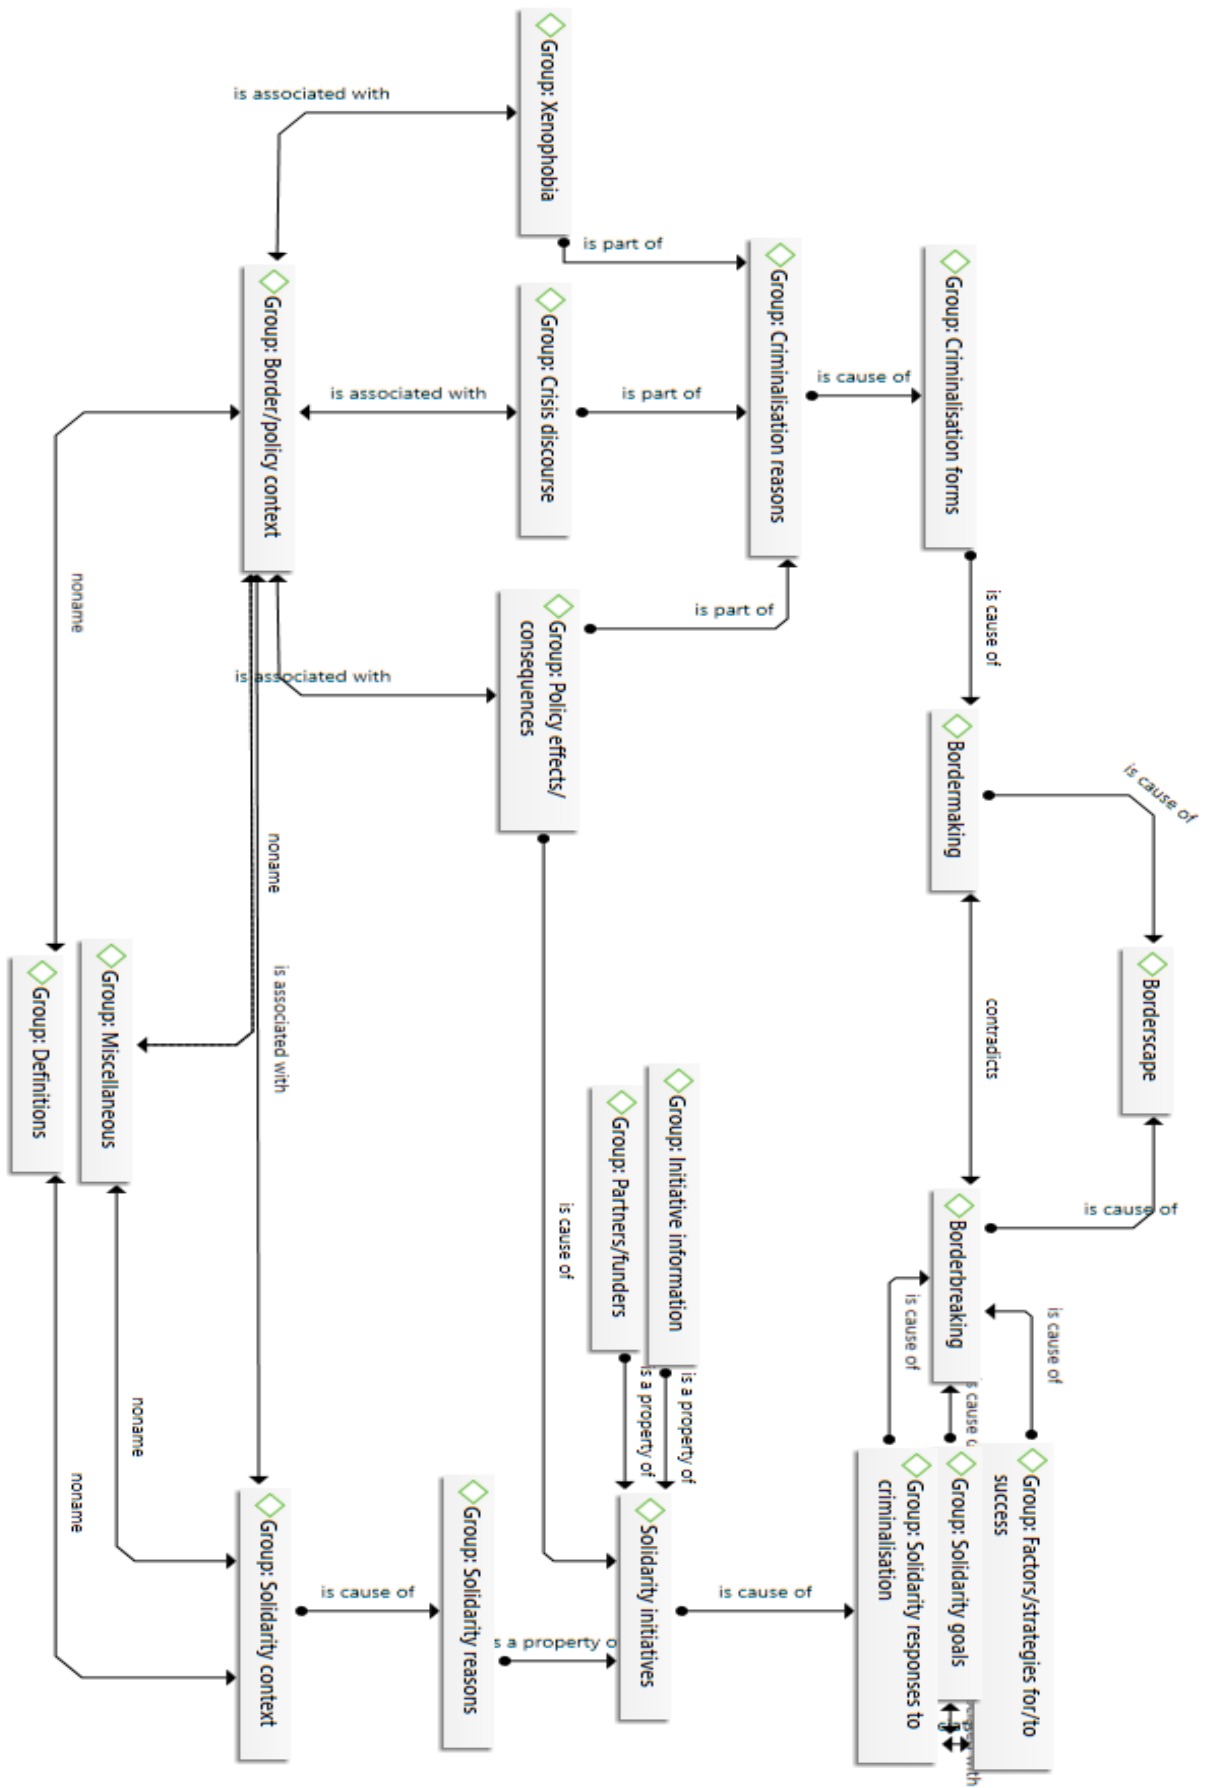 Group: Xenophobia
is associated with
is part of
Group: Criminalisation reasons
Group: Criminalisation forms
Group: Border/policy context
Group: Crisis discourse
is cause of
is associated with
is part of
is cause of
noname
Group: Policy effects/
consequences
is part of
is associated with
Bordermaking
is cause of
noname
Borderscape
is associated with
contradicts
Group: Miscellaneous
Group: Definitions
Group: Initiative information
Group: Partners/funders
is cause of
Borderbreaking
is cause of
is cause of
is cause of
is a property of
is a property of
cause
noname
noname
Group: Factors/strategies for/to
success
Group: Solidarity goals
Group: Solidarity responses to
criminalisation
Group: Solidarity context
Group: Solidarity reasons
Solidarity initiatives
is cause of
is cause of
a property
with